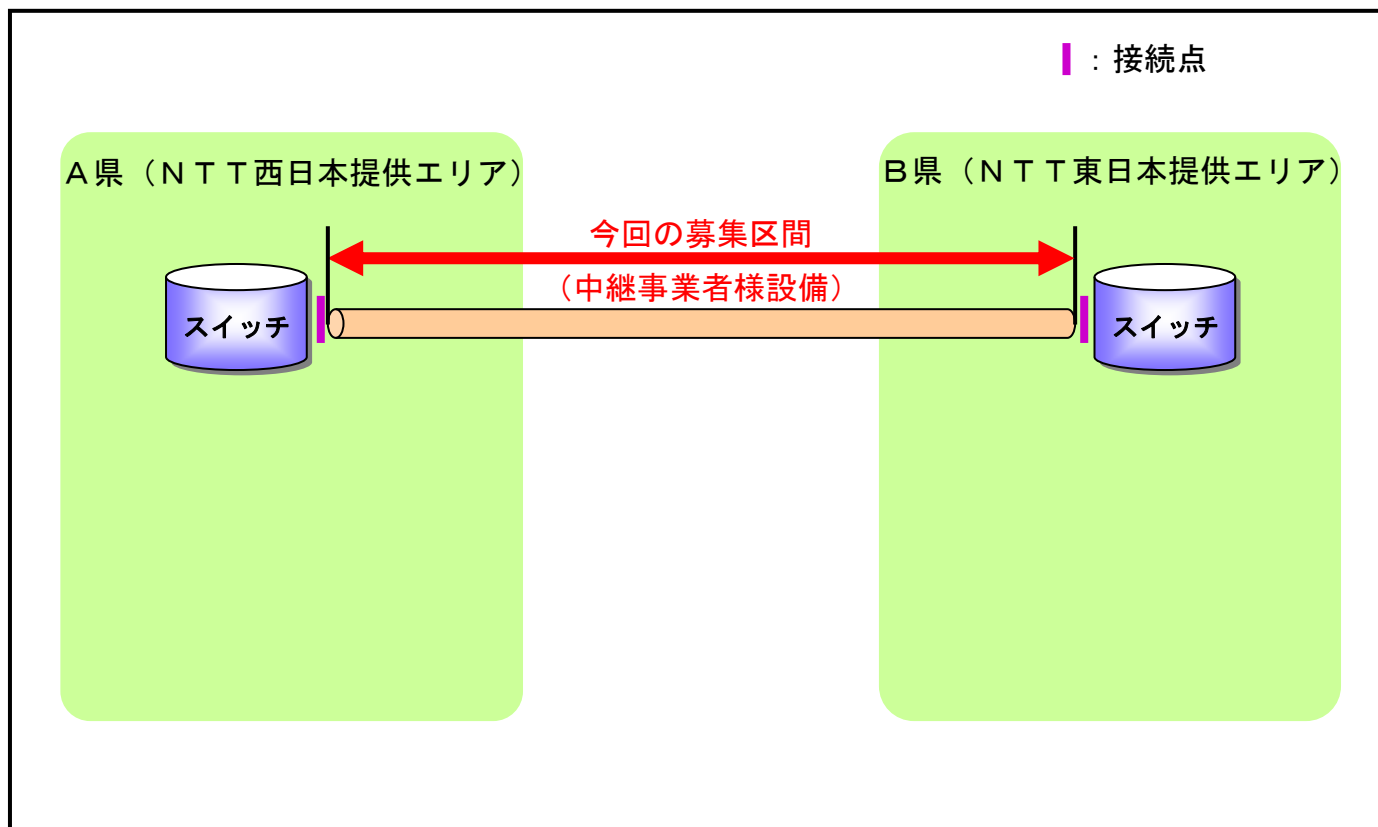 ：接続点
A県（ＮＴＴ西日本提供エリア）
B県（ＮＴＴ東日本提供エリア）
今回の募集区間
（中継事業者様設備）
スイッチ
スイッチ